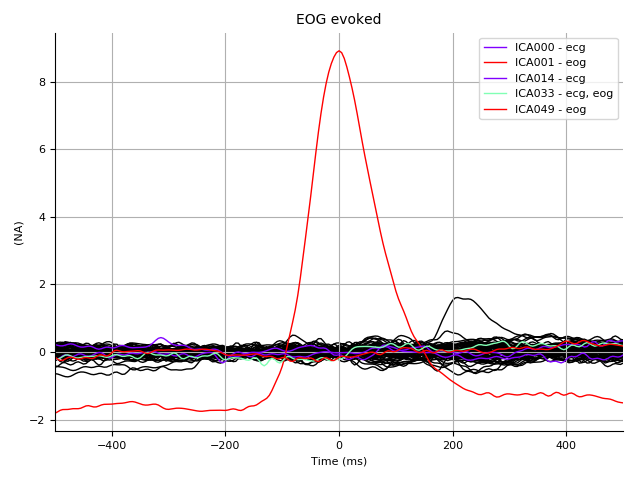 EOG evoked
ICA000 - ecg
ICA001 - eog
ICA014 - ecg
ICA033 - ecg, eog
ICA049 - eog
8
6
4
2
0
−2
(NA)
−400
−200
0
200
400
Time (ms)